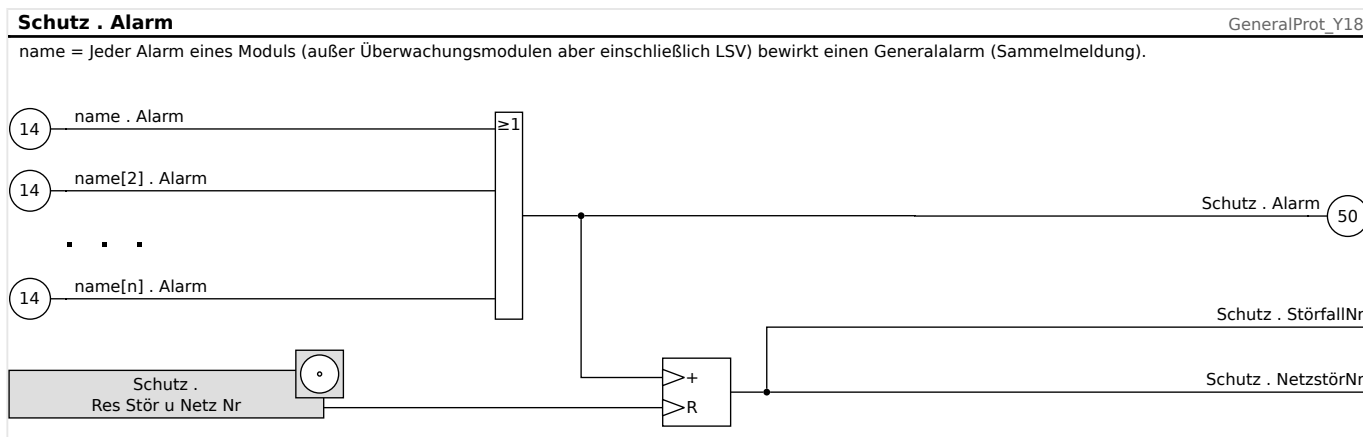 Schutz . Alarm
GeneralProt_Y18
name = Jeder Alarm eines Moduls (außer Überwachungsmodulen aber einschließlich LSV) bewirkt einen Generalalarm (Sammelmeldung).
14 name . Alarm
≥1
14 name[2] . Alarm
Schutz . Alarm 50
. . .
14 name[n] . Alarm
Schutz . StörfallNr
Schutz .
Res Stör u Netz Nr
+
Schutz . NetzstörNr
R